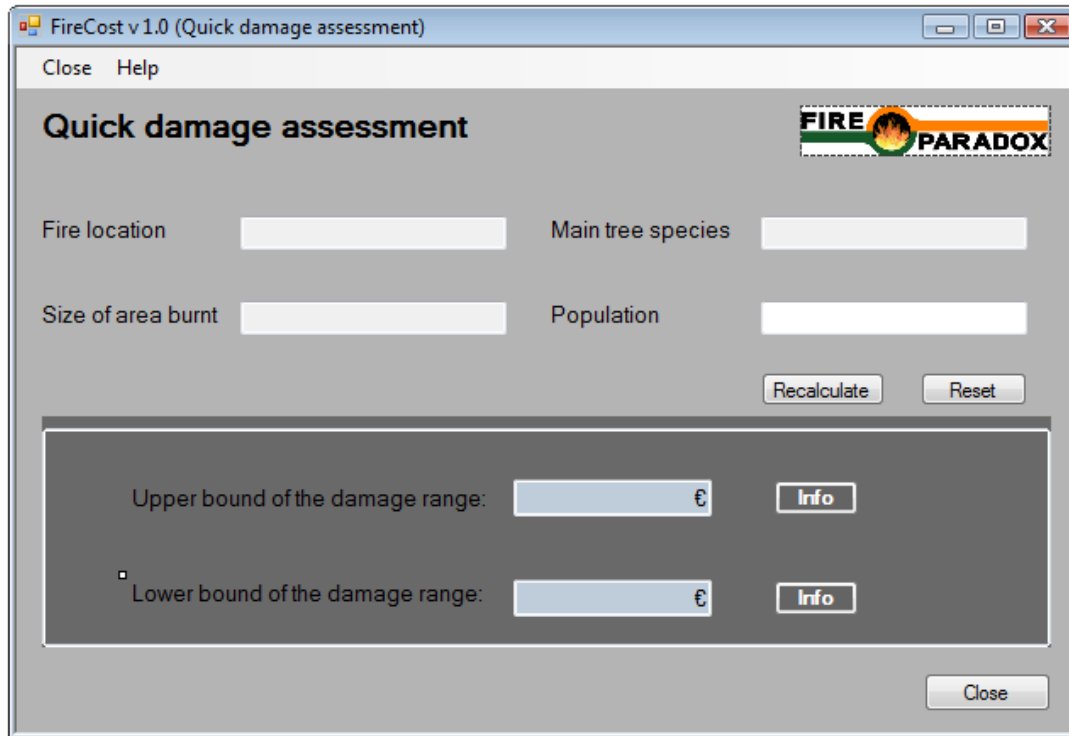 FireCost v 1.0 (Quick damage assessment)
Close Help
Quick damage assessment
FIRE PARADOX
Fire location
Main tree species
Size of area burnt
Population
Recalculate
Reset
Upper bound of the damage range:
€
Info
Lower bound of the damage range:
€
Info
Close